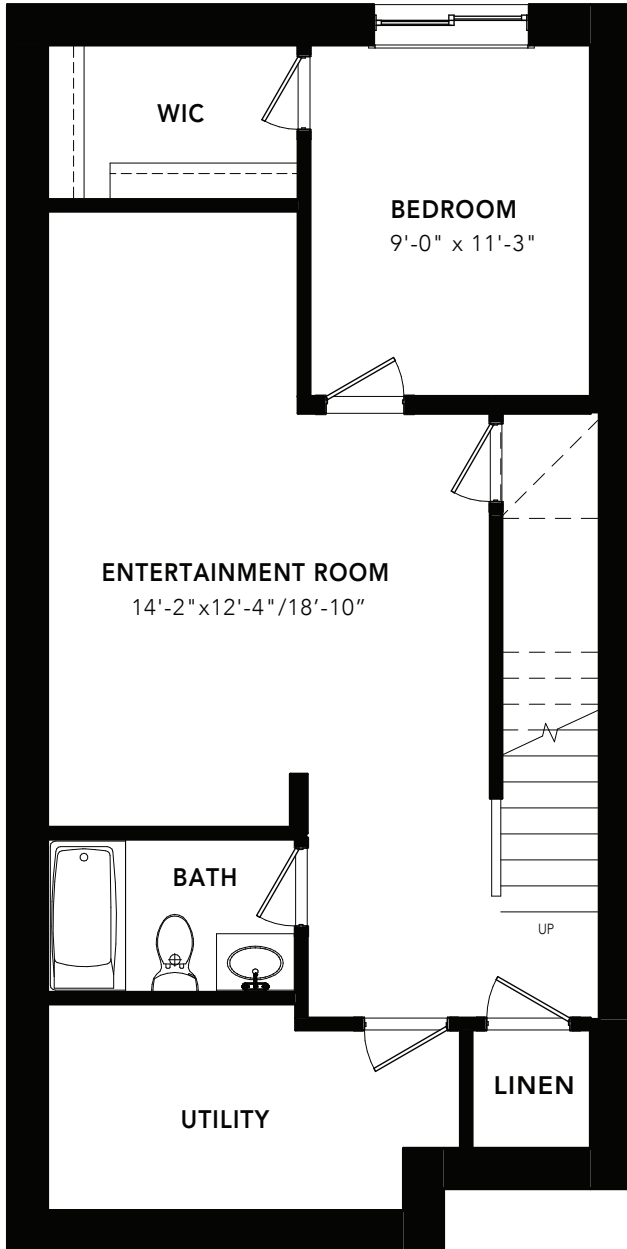 WIC
BEDROOM
9'-0" x 11'-3"
ENTERTAINMENT ROOM
14'-2"x12'-4"/18’-10”
BATH
UP
LINEN
UTILITY